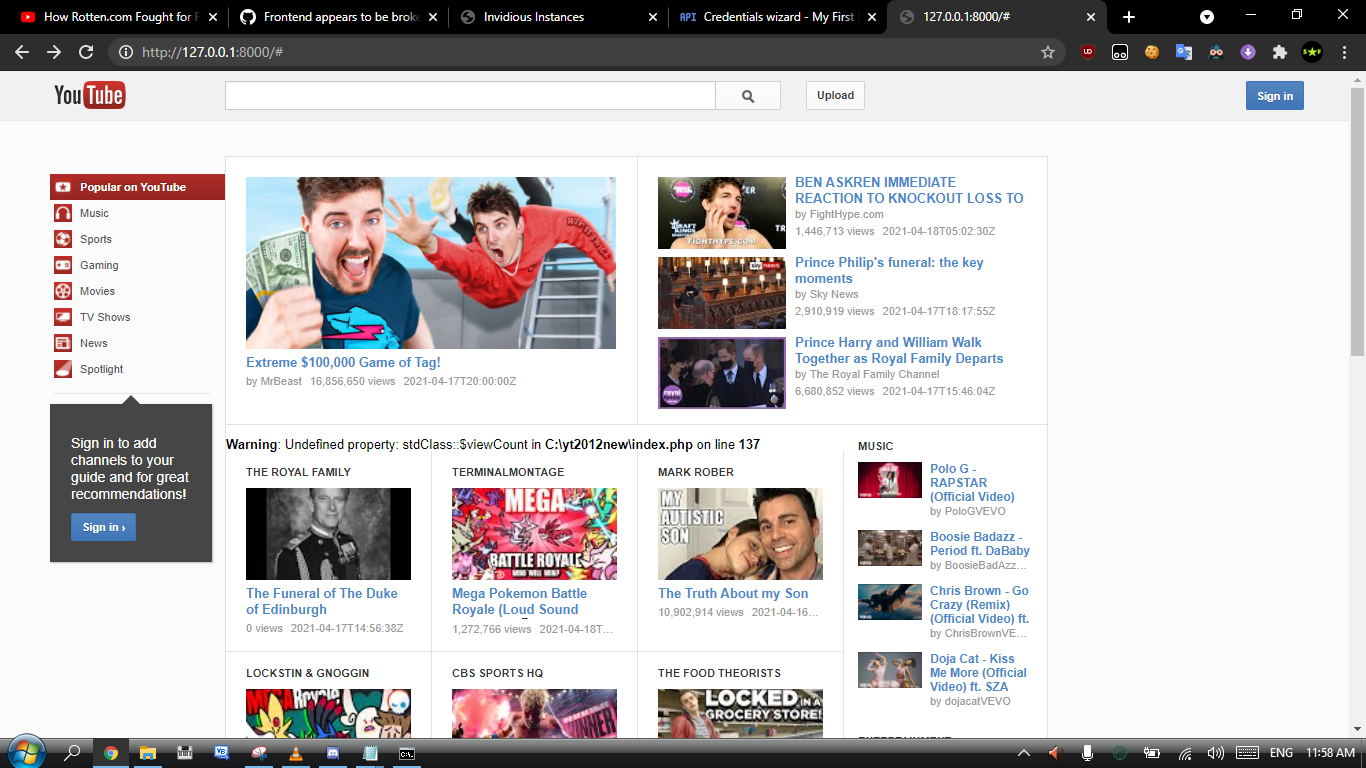 How Rotten.com Fought for F
Frontend appears to be broke
Invidious Instances
API Credentials wizard - My First
127.0.0.1:8000/#
http://127.0.0.1:8000/#
YouTube
Upload
Sign in
Popular on YouTube
Music
Sports
Gaming
Movies
TV Shows
News
Spotlight
Sign in to add
channels to your
guide and for great
recommendations!
Sign in ›
Extreme $100,000 Game of Tag!
by MrBeast 16,856,650 views 2021-04-17T20:00:00Z
FIGHTHYPE.COM
BEN ASKREN IMMEDIATE
REACTION TO KNOCKOUT LOSS TO
by FightHype.com
1,446,713 views 2021-04-18T05:02:30Z
sky news
Prince Philip's funeral: the key
moments
by Sky News
2,910,919 views 2021-04-17T18:17:55Z
royal
Prince Harry and William Walk
Together as Royal Family Departs
by The Royal Family Channel
6,680,852 views 2021-04-17T15:46:04Z
Warning: Undefined property: stdClass::$viewCount in C:\yt2012new\index.php on line 137
THE ROYAL FAMILY
The Funeral of The Duke
of Edinburgh
0 views 2021-04-17T14:56:38Z
TERMINALMONTAGE
MEGA
BATTLE ROYALE
WHO WILL WIN?
Mega Pokemon Battle
Royale (Loud Sound
1,272,766 views 2021-04-18T...
MARK ROBER
MY
AUTISTIC
SON
The Truth About my Son
10,902,914 views 2021-04-16...
LOCKSTIN & GNOGGIN
CBS SPORTS HQ
THE FOOD THEORISTS
LOCKED IN A
GROCERY STORE!
MUSIC
Polo G -
RAPSTAR
(Official Video)
by PoloGVEVO
Boosie Badazz -
Period ft. DaBaby
by BoosieBadAzz...
Chris Brown - Go
Crazy (Remix)
(Official Video) ft.
by ChrisBrownVE...
Doja Cat - Kiss
Me More (Official
Video) ft. SZA
by dojacatVEVO
ENG 11:58 AM